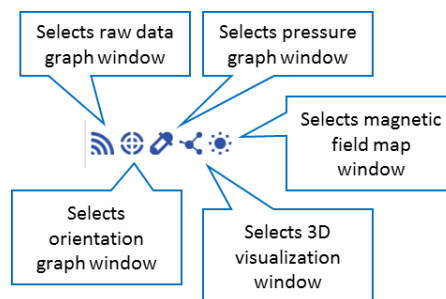 Selects raw data
graph window
Selects pressure
graph window
Selects magnetic
field map
window
Selects
orientation
graph window
Selects 3D
visualization
window